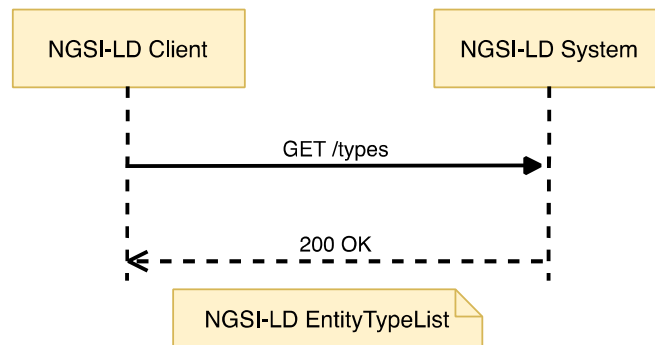 NGSI-LD Client
NGSI-LD System
GET /types
200 OK
NGSI-LD EntityTypeList